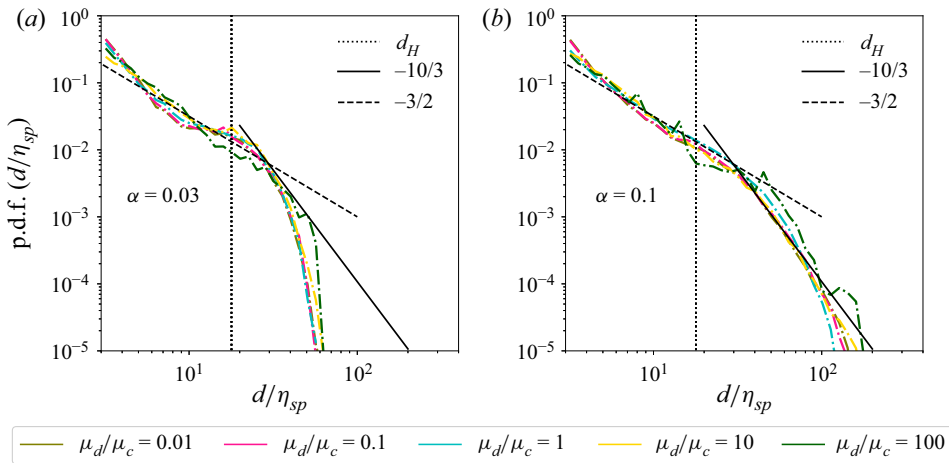 (a)
10^0
10^-1
10^-2
10^-3
10^-4
10^-5
p.d.f. (d/η_sp)
d_H
–10/3
–3/2
α = 0.03
10^1
10^2
d/η_sp
(b)
10^0
10^-1
10^-2
10^-3
10^-4
10^-5
d_H
–10/3
–3/2
α = 0.1
10^1
10^2
d/η_sp
μ_d/μ_c = 0.01 μ_d/μ_c = 0.1 μ_d/μ_c = 1 μ_d/μ_c = 10 μ_d/μ_c = 100